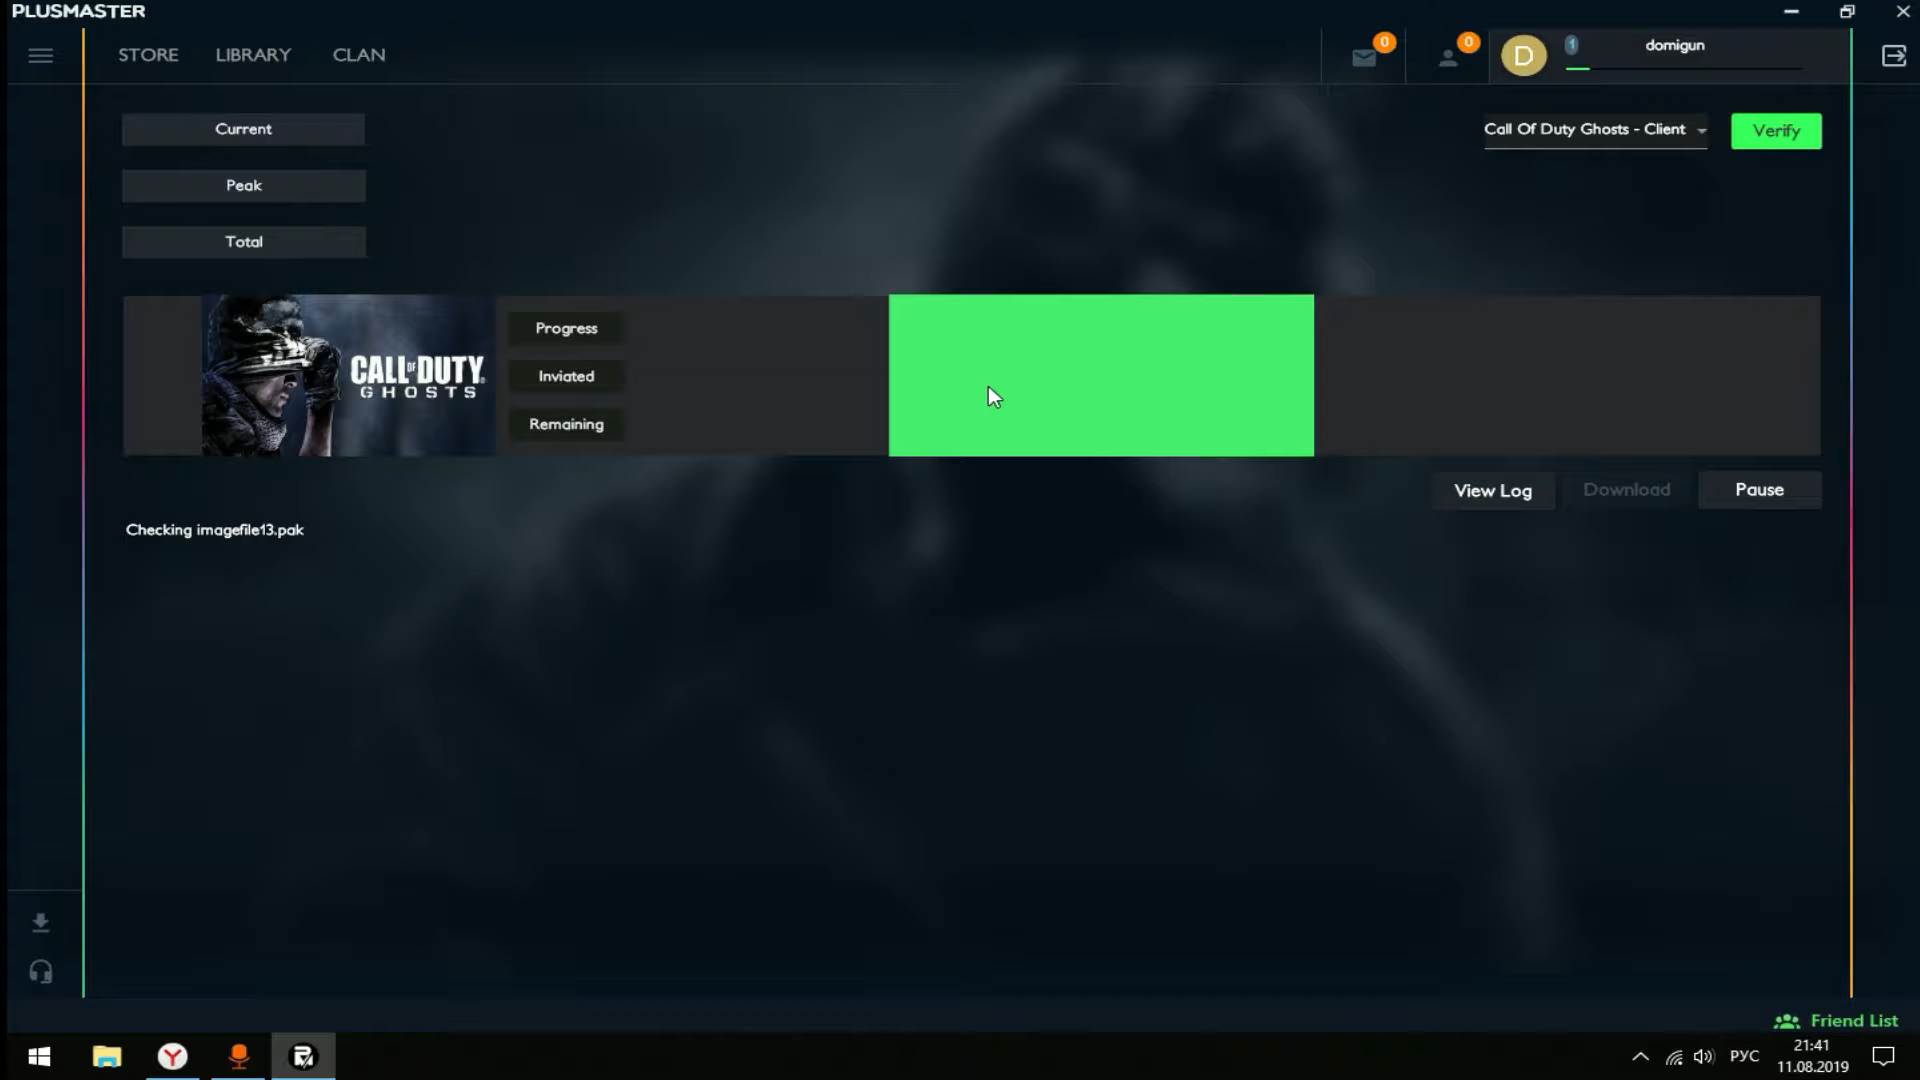 PLUSMASTER
STORE LIBRARY CLAN
0
0
D
1
domigun
Current
Call Of Duty Ghosts - Client
Verify
Peak
Total
CALL OF DUTY
GHOSTS
Progress
Inviated
Remaining
View Log
Download
Pause
Checking imagefile13.pak
Friend List
РУС
21:41
11.08.2019